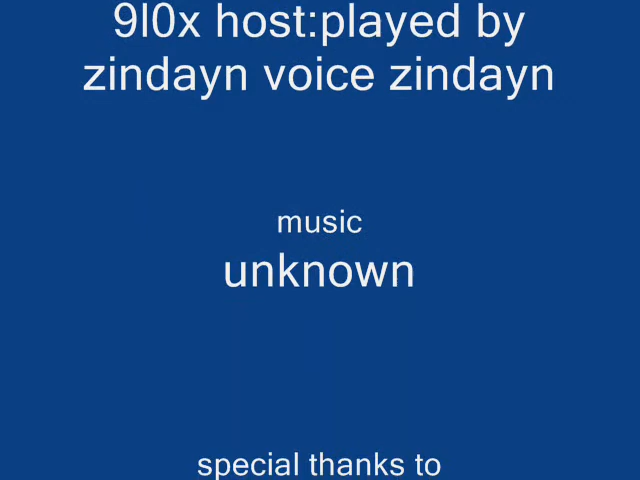 9l0x host:played by
zindayn voice zindayn
music
unknown
special thanks to